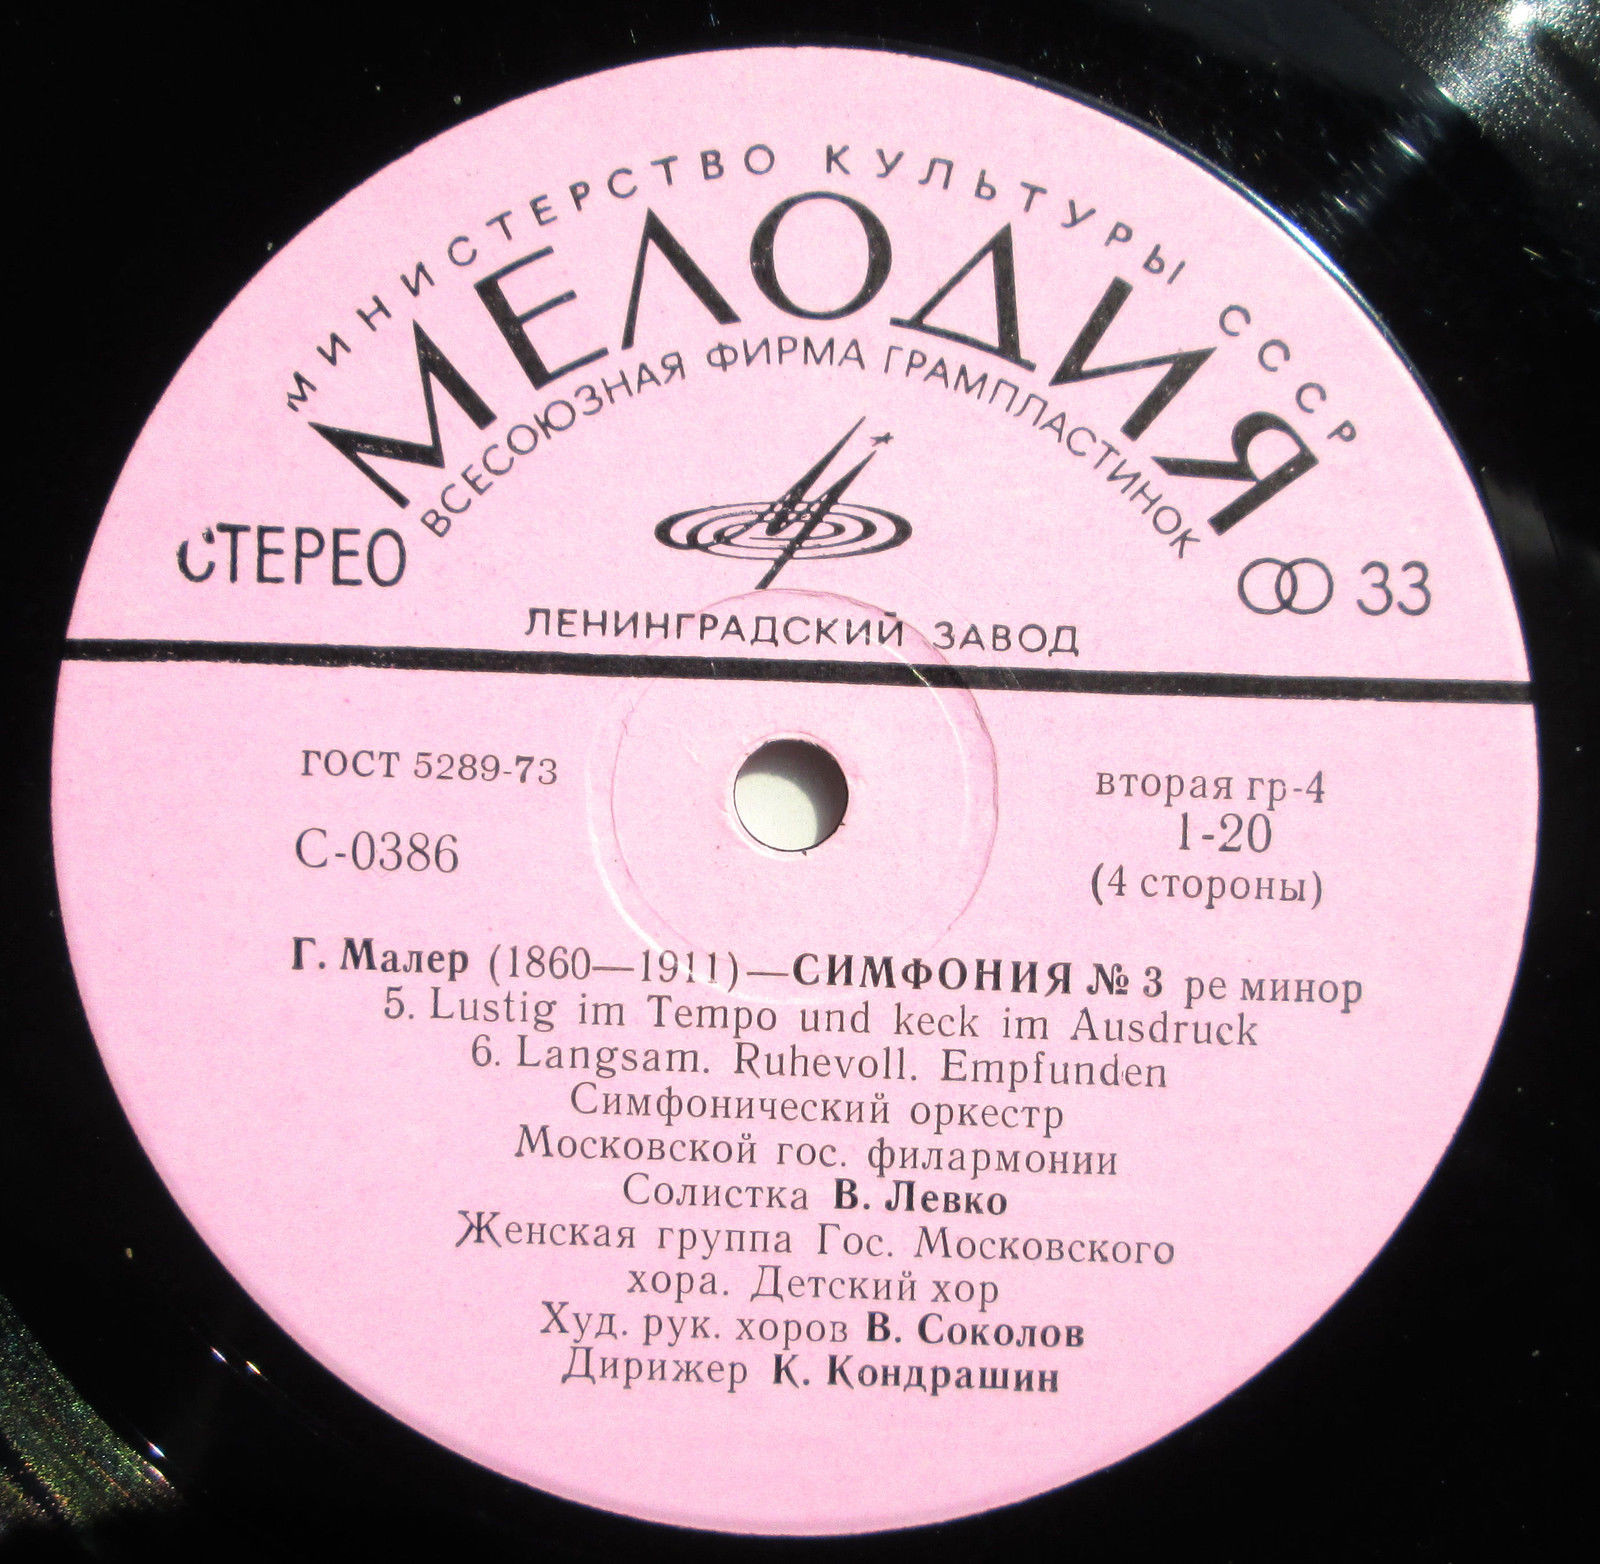 МИНИСТЕРСТВО КУЛЬТУРЫ СССР
МЕЛОДИЯ
ВСЕСОЮЗНАЯ ФИРМА ГРАМПЛАСТИНОК
СТЕРЕО
33
ЛЕНИНГРАДСКИЙ ЗАВОД
ГОСТ 5289-73
С-0386
вторая гр-4
1-20
(4 стороны)
Г. Малер (1860—1911)—СИМФОНИЯ № 3 ре минор
5. Lustig im Tempo und keck im Ausdruck
6. Langsam. Ruhevoll. Empfunden
Симфонический оркестр
Московской гос. филармонии
Солистка В. Левко
Женская группа Гос. Московского
хора. Детский хор
Худ. рук. хоров В. Соколов
Дирижер К. Кондрашин